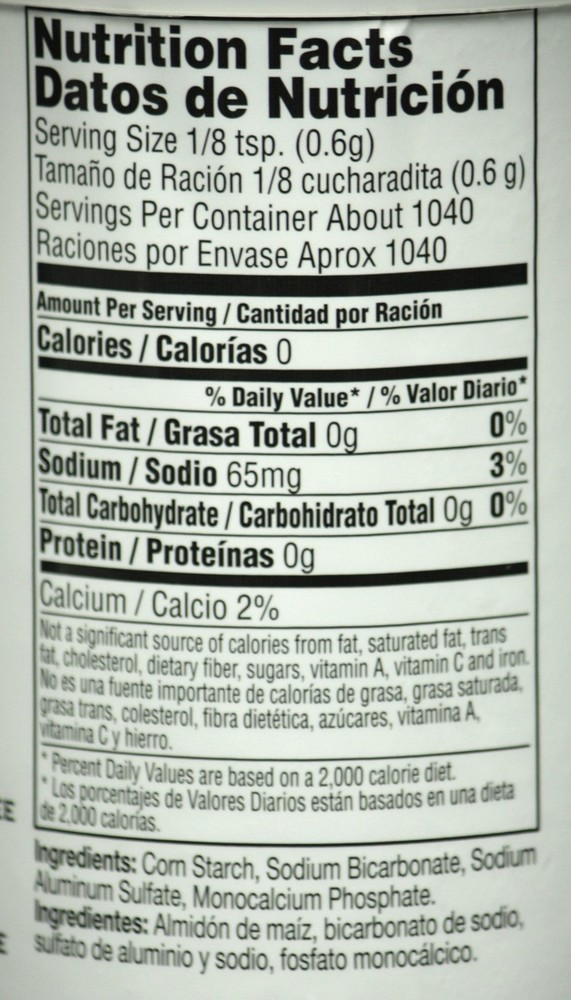 Nutrition Facts
Datos de Nutrición
Serving Size 1/8 tsp. (0.6g)
Tamaño de Ración 1/8 cucharadita (0.6 g)
Servings Per Container About 1040
Raciones por Envase Aprox 1040
Amount Per Serving / Cantidad por Ración
Calories / Calorías 0
% Daily Value* / % Valor Diario*
Total Fat / Grasa Total 0g 0%
Sodium / Sodio 65mg 3%
Total Carbohydrate / Carbohidrato Total 0g 0%
Protein / Proteínas 0g
Calcium / Calcio 2%
Not a significant source of calories from fat, saturated fat, trans
fat, cholesterol, dietary fiber, sugars, vitamin A, vitamin C and iron.
No es una fuente importante de calorías de grasa, grasa saturada,
grasa trans, colesterol, fibra dietética, azúcares, vitamina A,
vitamina C y hierro.
* Percent Daily Values are based on a 2,000 calorie diet.
* Los porcentajes de Valores Diarios están basados en una dieta
de 2,000 calorías.
Ingredients: Corn Starch, Sodium Bicarbonate, Sodium
Aluminum Sulfate, Monocalcium Phosphate.
Ingredientes: Almidón de maíz, bicarbonato de sodio,
sulfato de aluminio y sodio, fosfato monocálcico.